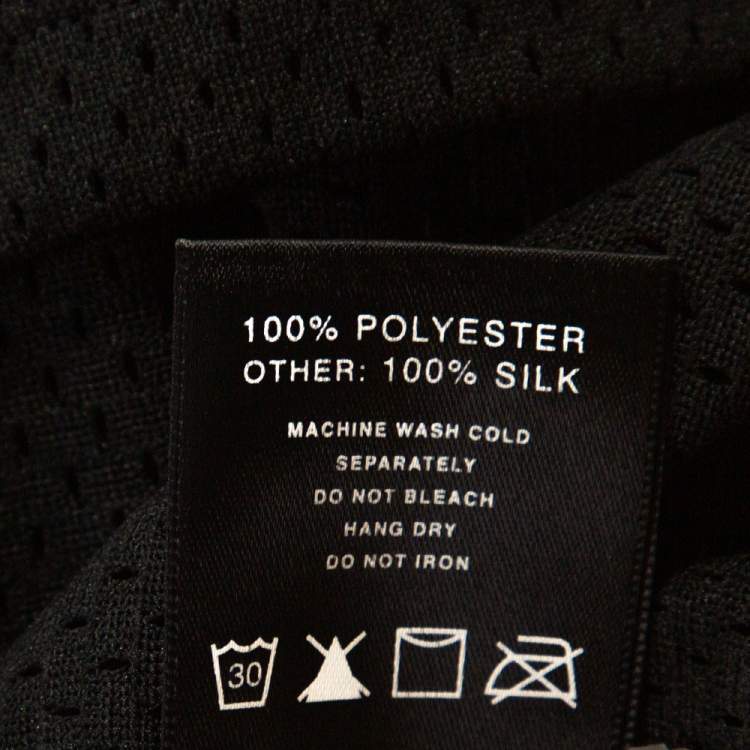 100% POLYESTER
OTHER: 100% SILK
MACHINE WASH COLD
SEPARATELY
DO NOT BLEACH
HANG DRY
DO NOT IRON
30